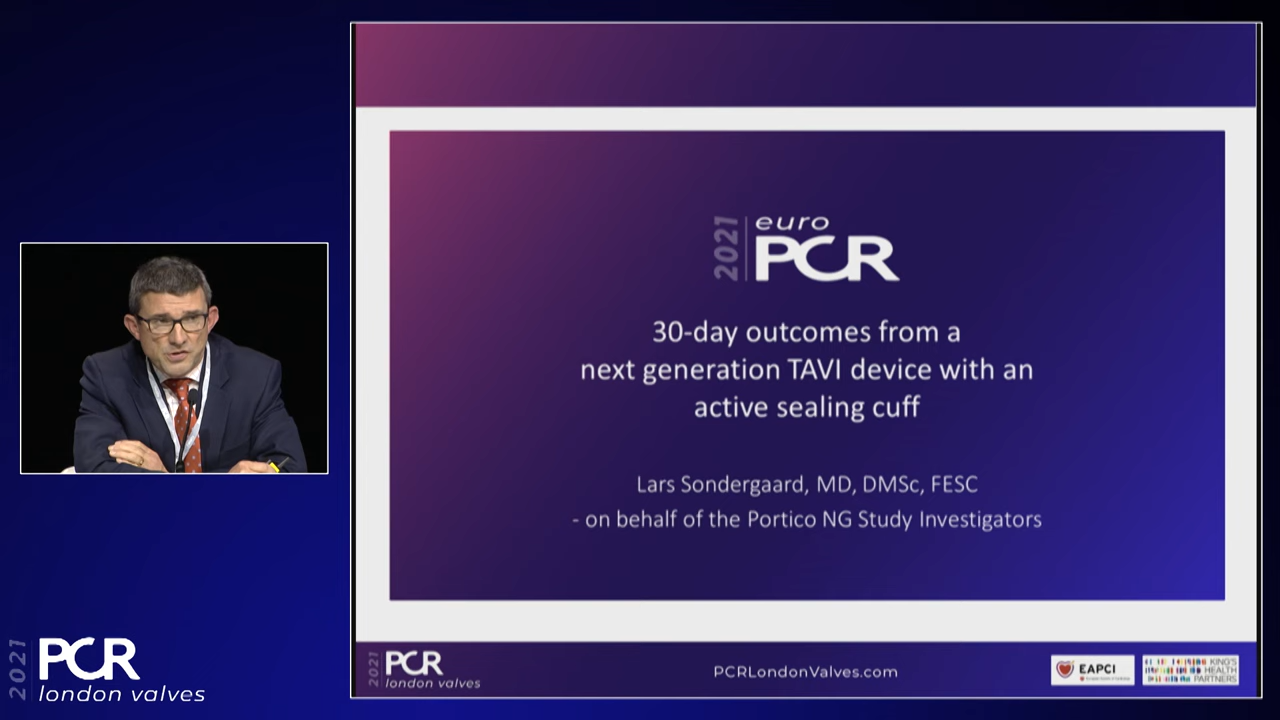 2021
euro
PCR
30-day outcomes from a
next generation TAVI device with an
active sealing cuff
Lars Sondergaard, MD, DMSc, FESC
- on behalf of the Portico NG Study Investigators
2021
PCR
london valves
PCRLondonValves.com
EAPCI
KING'S
HEALTH
PARTNERS
2021
PCR
london valves